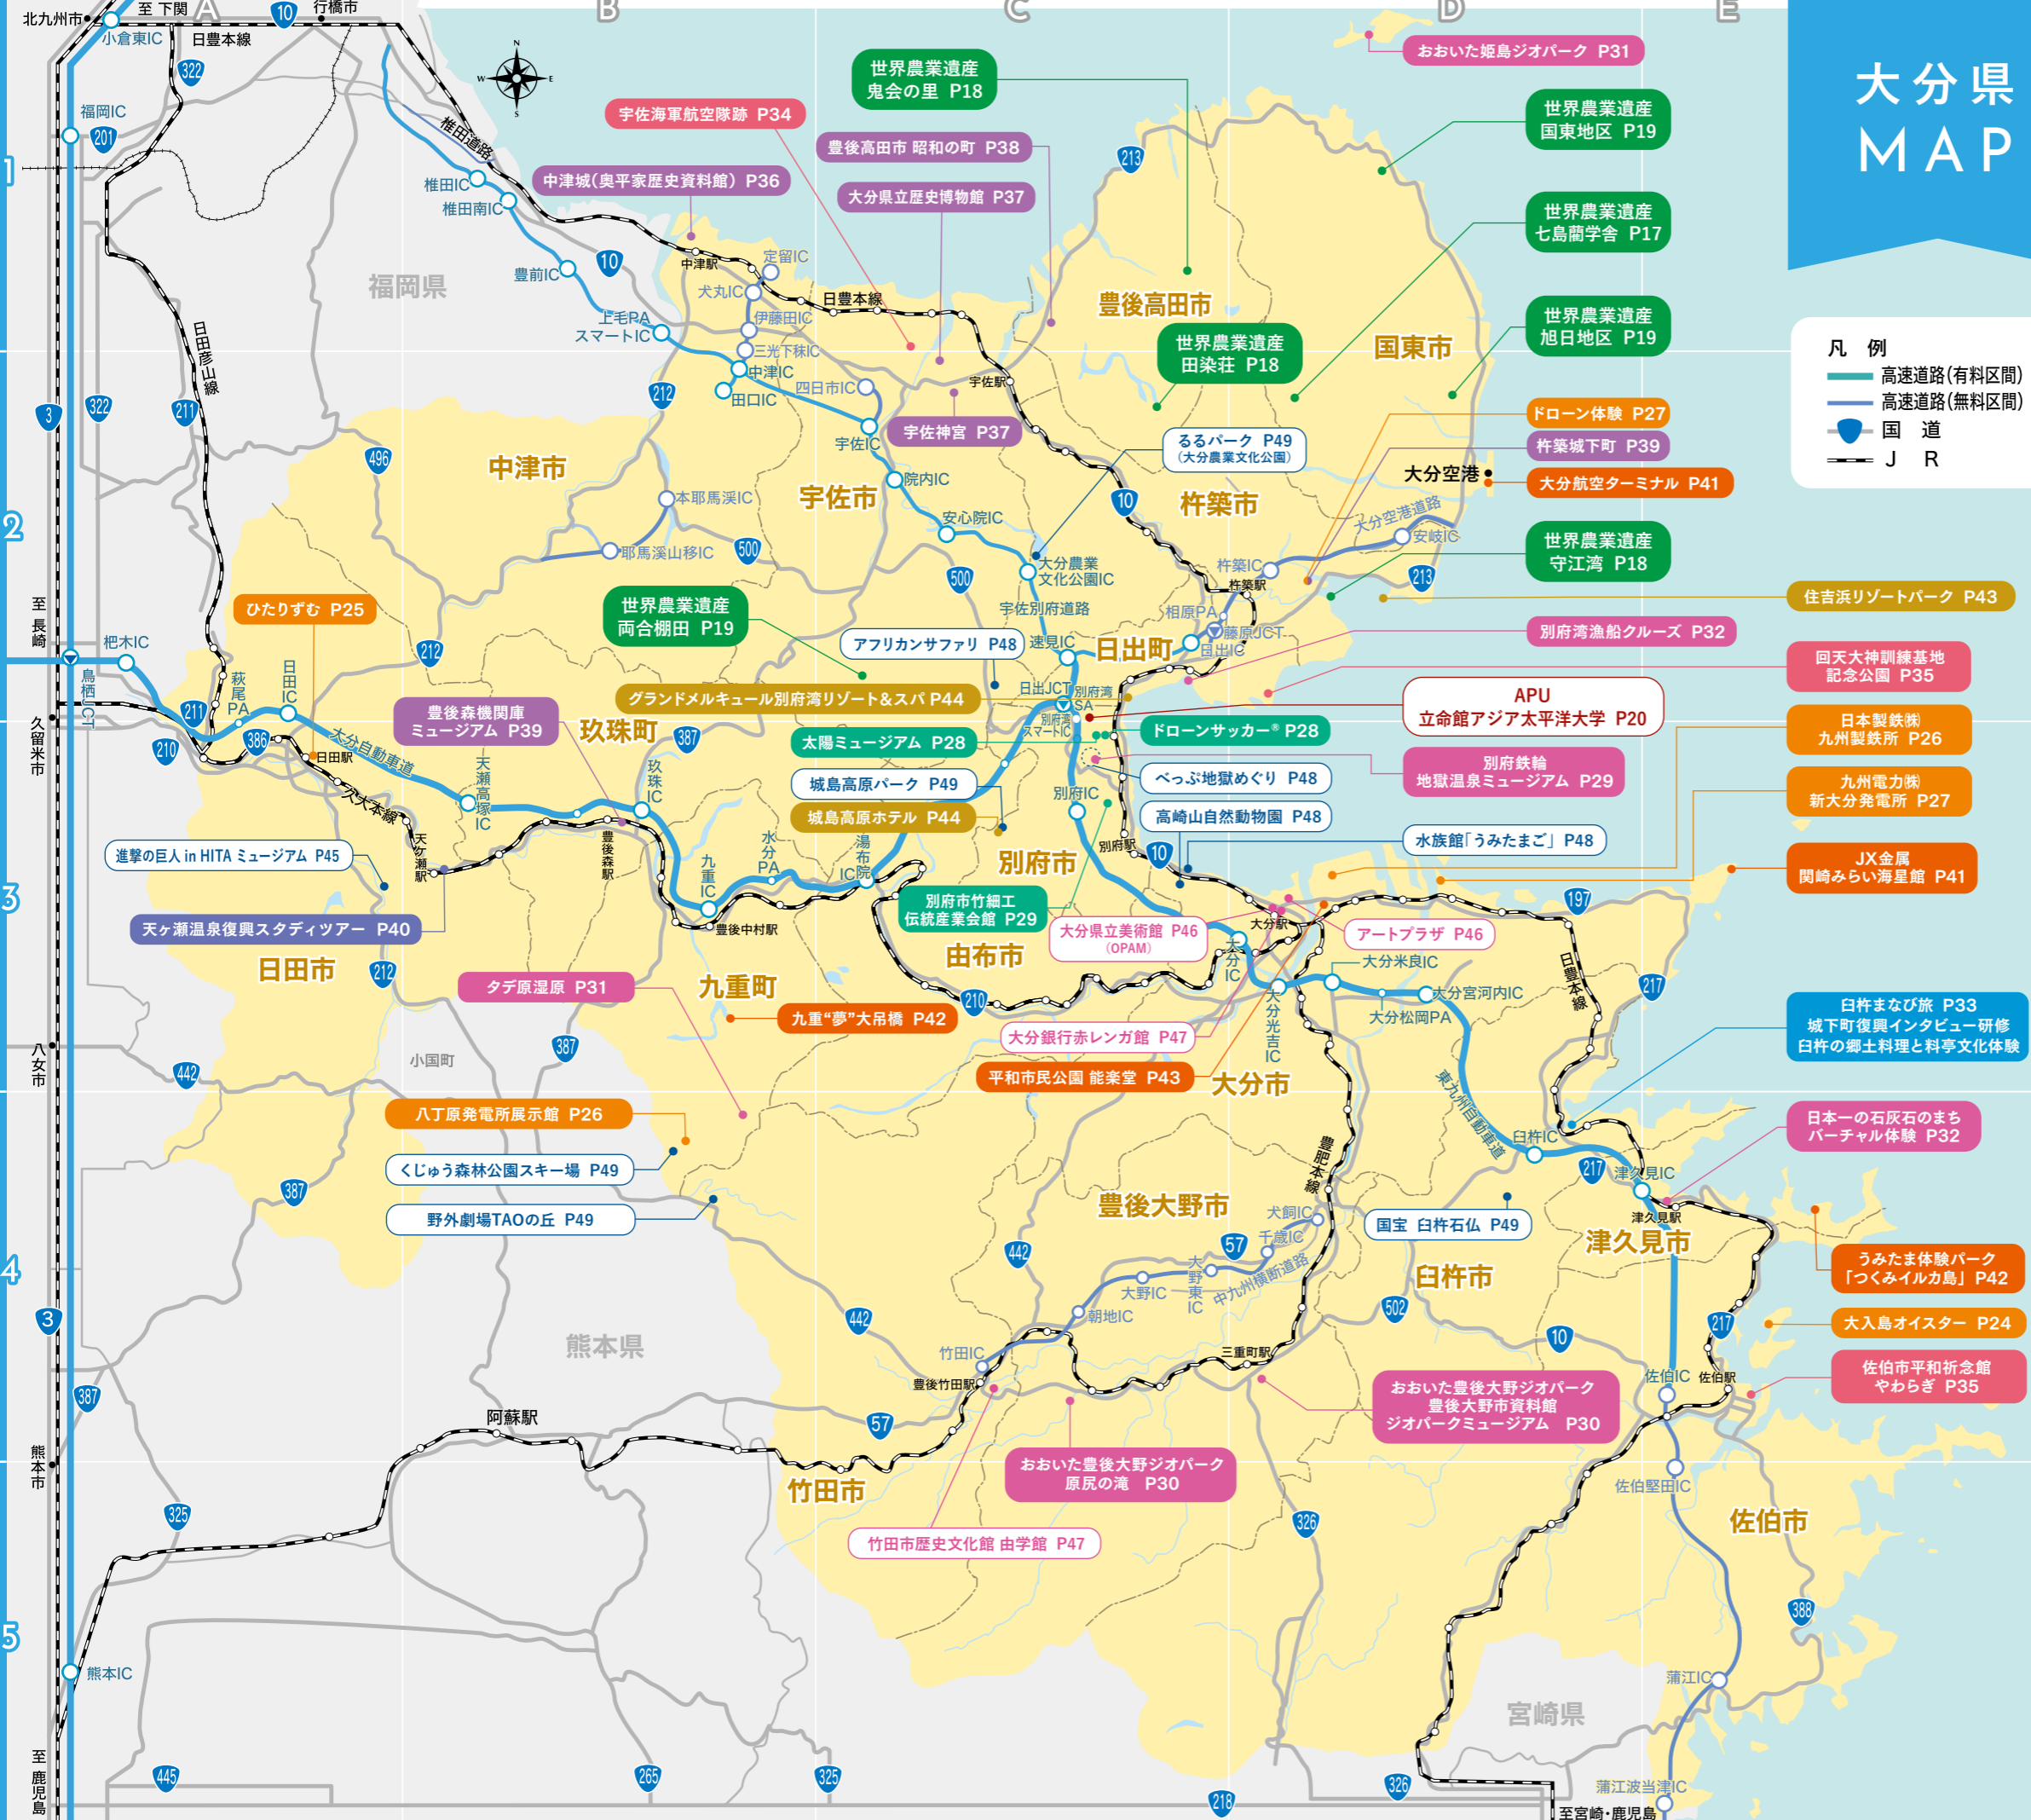 大分県
MAP
A
B
C
D
E
1
2
3
4
5
凡 例
高速道路(有料区間)
高速道路(無料区間)
国 道
J R
N
W
E
S
北九州市
至 下関
10
行橋市
小倉東IC
日豊本線
322
福岡IC
201
椎田道路
椎田IC
椎田南IC
豊前IC
10
福岡県
上毛PA
スマートIC
日田彦山線
3
322
211
496
212
おおいた姫島ジオパーク P31
世界農業遺産
鬼会の里 P18
宇佐海軍航空隊跡 P34
世界農業遺産
国東地区 P19
豊後高田市 昭和の町 P38
213
中津城(奥平家歴史資料館) P36
大分県立歴史博物館 P37
世界農業遺産
七島藺学舎 P17
中津駅
定留IC
犬丸IC
日豊本線
伊藤田IC
三光下秣IC
中津IC
田口IC
四日市IC
宇佐駅
宇佐IC
豊後高田市
世界農業遺産
旭日地区 P19
国東市
世界農業遺産
田染荘 P18
宇佐神宮 P37
るるパーク P49
(大分農業文化公園)
ドローン体験 P27
杵築城下町 P39
大分空港
大分航空ターミナル P41
中津市
宇佐市
院内IC
本耶馬渓IC
安心院IC
10
杵築市
大分空港道路
安岐IC
耶馬溪山移IC
500
500
大分農業
文化公園IC
杵築IC
杵築駅
213
世界農業遺産
守江湾 P18
住吉浜リゾートパーク P43
至 長崎
ひたりずむ P25
世界農業遺産
両合棚田 P19
宇佐別府道路
相原PA
藤原JCT
日出IC
日出町
速見IC
別府湾漁船クルーズ P32
アフリカンサファリ P48
杷木IC
鳥栖JCT
萩尾PA
日田IC
212
グランドメルキュール別府湾リゾート&スパ P44
日出JCT
別府湾
SA
別府湾
スマートIC
回天大神訓練基地
記念公園 P35
APU
立命館アジア太平洋大学 P20
久留米市
211
210
386
豊後森機関庫
ミュージアム P39
玖珠町
387
太陽ミュージアム P28
ドローンサッカー® P28
日本製鉄㈱
九州製鉄所 P26
大分自動車道
日田駅
久大本線
天瀬高塚IC
玖珠IC
城島高原パーク P49
べっぷ地獄めぐり P48
別府鉄輪
地獄温泉ミュージアム P29
九州電力㈱
新大分発電所 P27
別府IC
城島高原ホテル P44
高崎山自然動物園 P48
水族館「うみたまご」 P48
進撃の巨人 in HITA ミュージアム P45
天ヶ瀬駅
豊後森駅
九重IC
水分PA
湯布院IC
別府市
別府駅
10
JX金属
関崎みらい海星館 P41
197
天ヶ瀬温泉復興スタディツアー P40
豊後中村駅
別府市竹細工
伝統産業会館 P29
大分県立美術館 P46
(OPAM)
大分駅
アートプラザ P46
日田市
212
由布市
大分IC
大分米良IC
日豊本線
217
タデ原湿原 P31
九重町
九重“夢”大吊橋 P42
210
大分宮河内IC
大分松岡PA
大分光吉IC
大分銀行赤レンガ館 P47
平和市民公園 能楽堂 P43
大分市
臼杵まなび旅 P33
城下町復興インタビュー研修
臼杵の郷土料理と料亭文化体験
八女市
442
小国町
387
東九州自動車道
八丁原発電所展示館 P26
日本一の石灰石のまち
バーチャル体験 P32
くじゅう森林公園スキー場 P49
387
野外劇場TAOの丘 P49
豊肥本線
臼杵IC
217
津久見IC
豊後大野市
犬飼IC
国宝 臼杵石仏 P49
津久見駅
津久見市
442
57
千歳IC
大野東IC
中九州横断道路
大野IC
朝地IC
臼杵市
うみたま体験パーク
「つくみイルカ島」 P42
502
217
大入島オイスター P24
10
3
熊本県
442
竹田IC
豊後竹田駅
三重町駅
佐伯IC
佐伯駅
佐伯市平和祈念館
やわらぎ P35
387
阿蘇駅
57
おおいた豊後大野ジオパーク
豊後大野市資料館
ジオパークミュージアム P30
おおいた豊後大野ジオパーク
原尻の滝 P30
熊本市
竹田市
佐伯堅田IC
325
326
佐伯市
竹田市歴史文化館 由学館 P47
388
熊本IC
蒲江IC
宮崎県
至 鹿児島
445
265
325
218
326
蒲江波当津IC
至宮崎・鹿児島